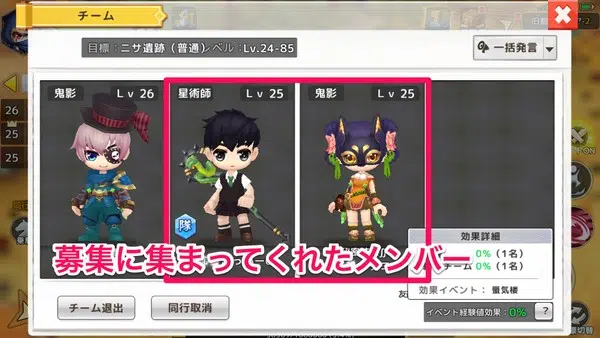 チーム
目標：ニサ遺跡（普通）レベル：Lv.24-85
一括発言
鬼影 Lv 26
星術師 Lv 25
鬼影 Lv 25
26
25
25
隊
募集に集まってくれたメンバー
効果詳細
0%（1名）
チーム 0%（1名）
効果イベント：蜃気楼
イベント経験値効果：0% ?
チーム退出
同行取消